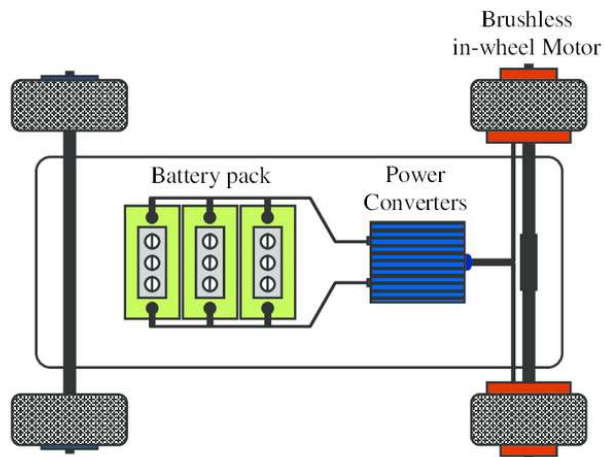 Brushless
in-wheel Motor
Battery pack
Power
Converters